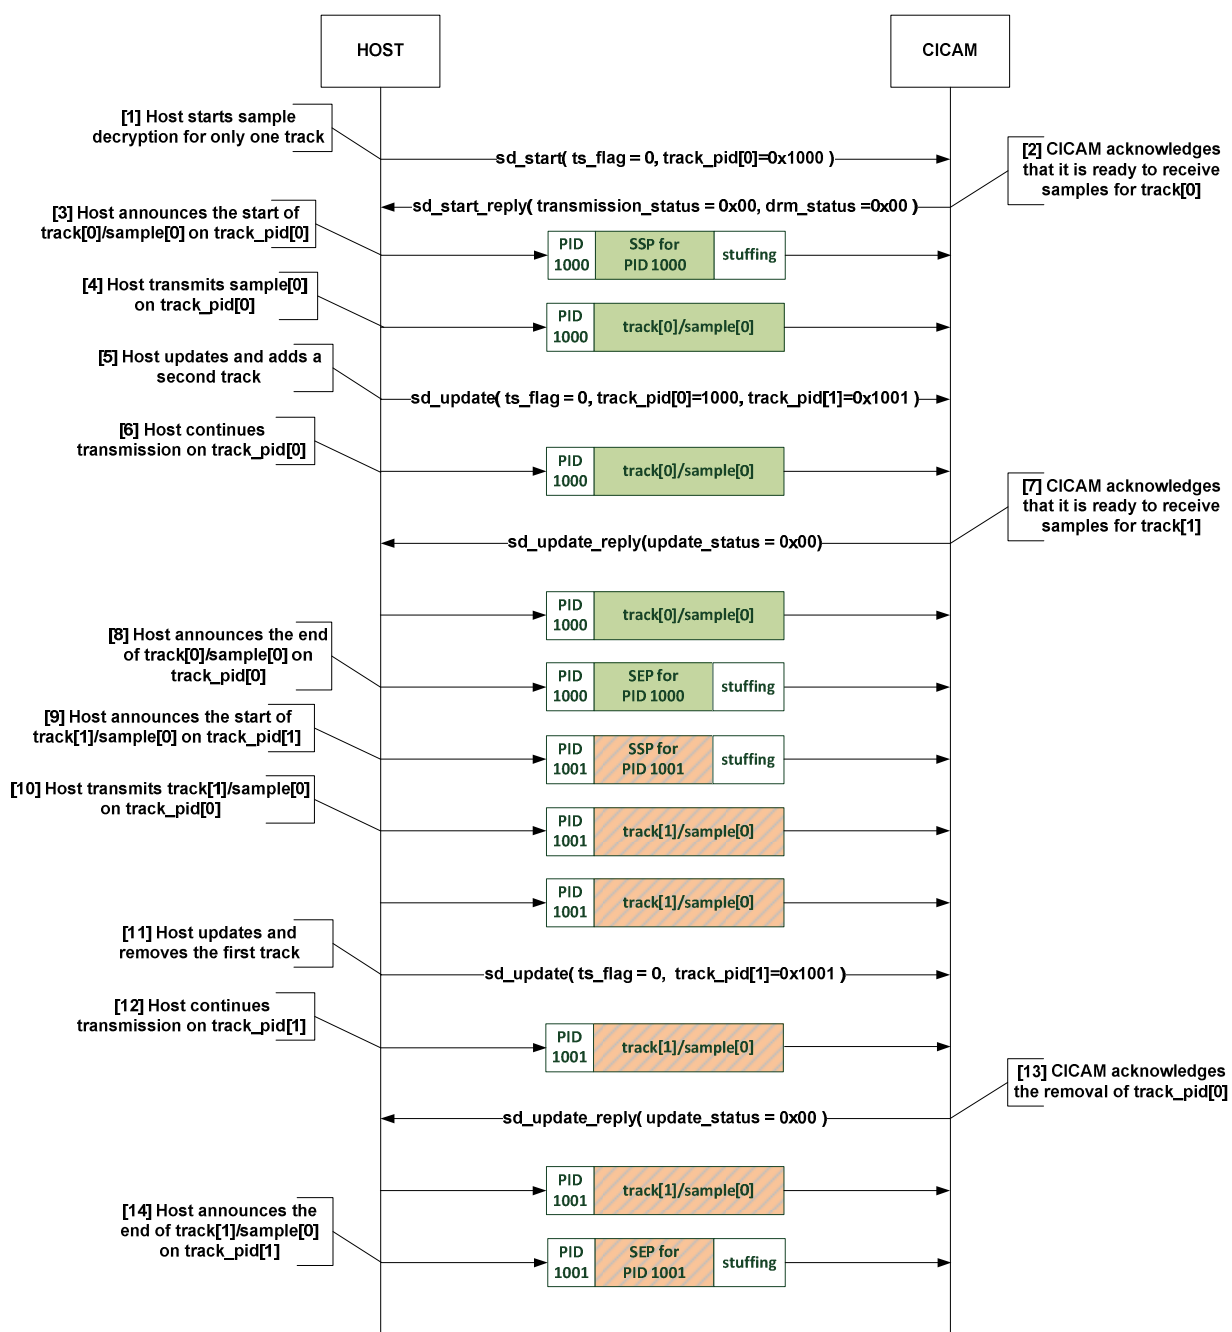 HOST
CICAM
[1] Host starts sample
decryption for only one track
sd_start( ts_flag = 0, track_pid[0]=0x1000 )
[2] CICAM acknowledges
that it is ready to receive
samples for track[0]
sd_start_reply( transmission_status = 0x00, drm_status =0x00 )
[3] Host announces the start of
track[0]/sample[0] on track_pid[0]
PID
1000
SSP for
PID 1000
stuffing
[4] Host transmits sample[0]
on track_pid[0]
PID
1000
track[0]/sample[0]
[5] Host updates and adds a
second track
sd_update( ts_flag = 0, track_pid[0]=1000, track_pid[1]=0x1001 )
[6] Host continues
transmission on track_pid[0]
PID
1000
track[0]/sample[0]
[7] CICAM acknowledges
that it is ready to receive
samples for track[1]
sd_update_reply(update_status = 0x00)
PID
1000
track[0]/sample[0]
[8] Host announces the end
of track[0]/sample[0] on
track_pid[0]
PID
1000
SEP for
PID 1000
stuffing
[9] Host announces the start of
track[1]/sample[0] on track_pid[1]
PID
1001
SSP for
PID 1001
stuffing
[10] Host transmits track[1]/sample[0]
on track_pid[0]
PID
1001
track[1]/sample[0]
PID
1001
track[1]/sample[0]
[11] Host updates and
removes the first track
sd_update( ts_flag = 0,  track_pid[1]=0x1001 )
[12] Host continues
transmission on track_pid[1]
PID
1001
track[1]/sample[0]
[13] CICAM acknowledges
the removal of track_pid[0]
sd_update_reply( update_status = 0x00 )
PID
1001
track[1]/sample[0]
[14] Host announces the
end of track[1]/sample[0]
on track_pid[1]
PID
1001
SEP for
PID 1001
stuffing